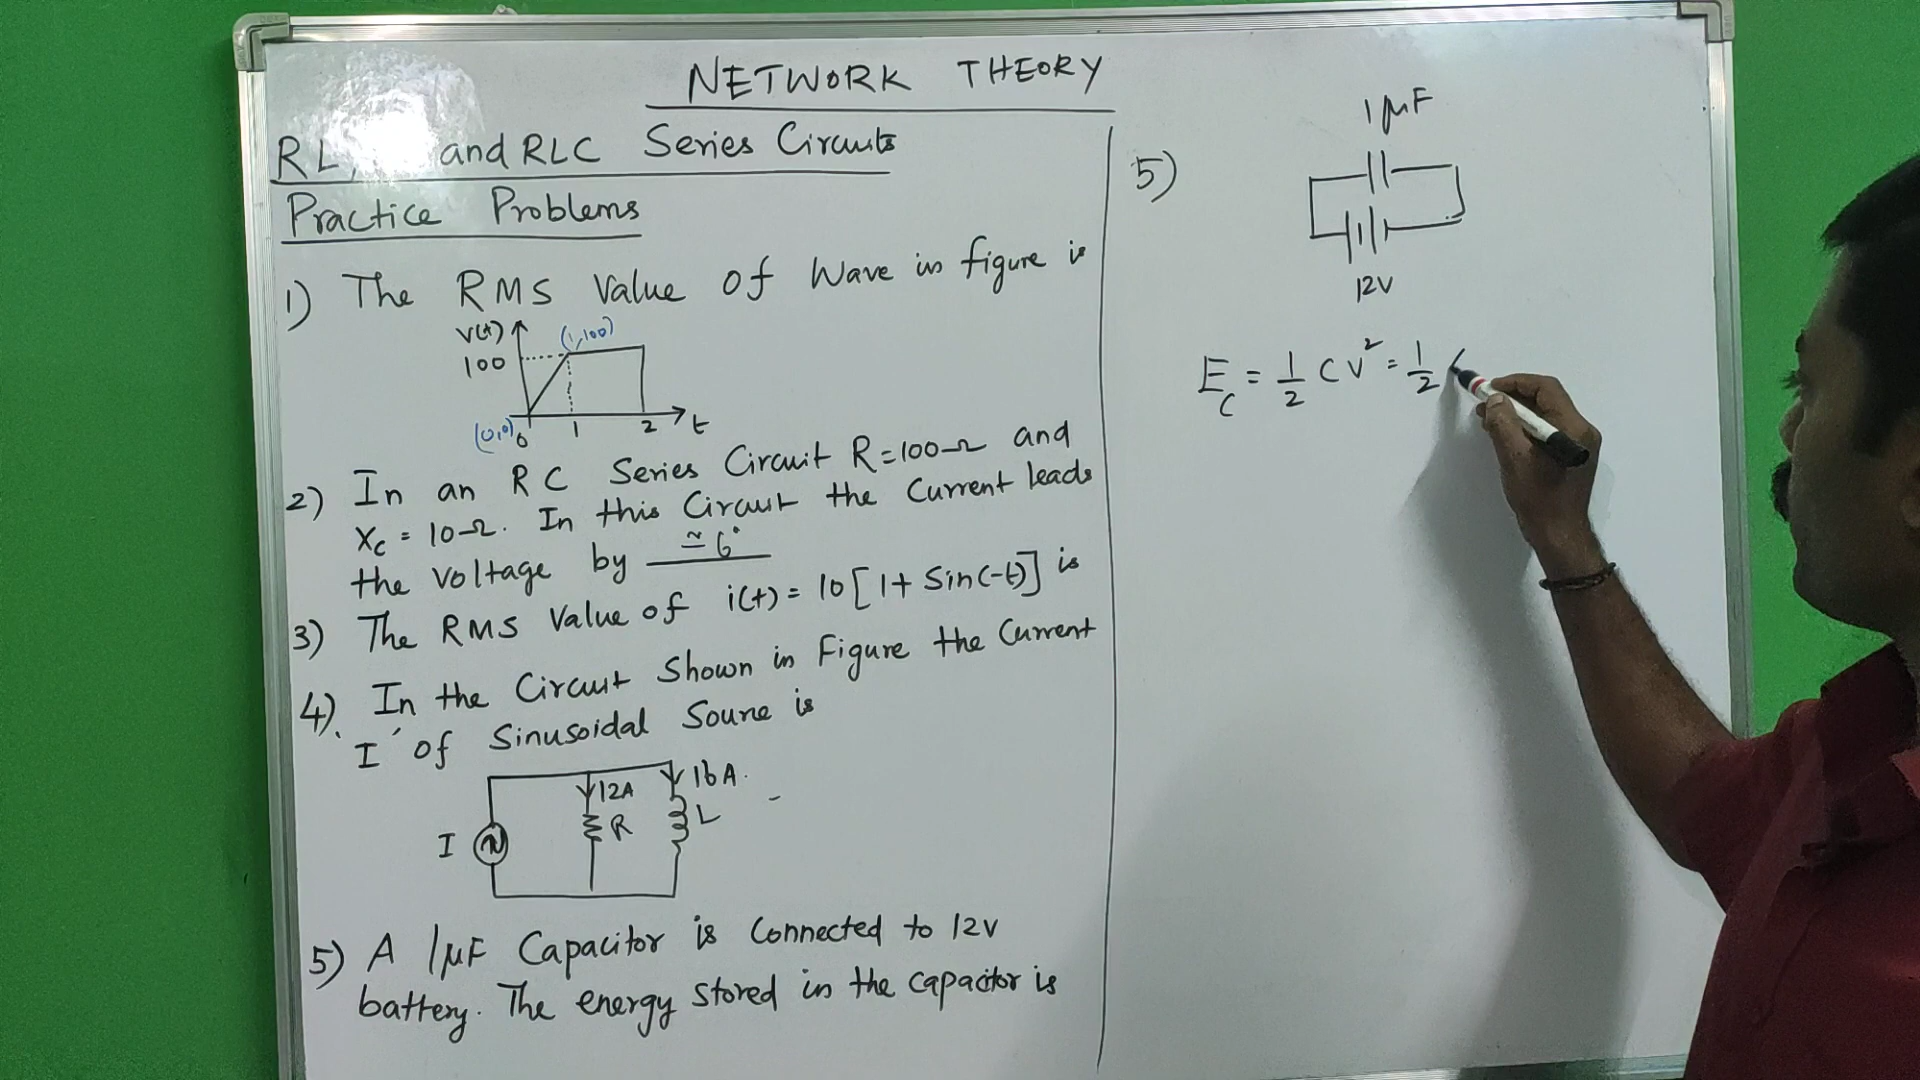 NETWORK THEORY
RL, and RLC Series Circuits
Practice Problems
1) The RMS Value of Wave in figure is
V(t)
(1,100)
100
(0,0) 0 1 2 t
2) In an RC Series Circuit R=100Ω and
Xc = 10Ω. In this Circuit the Current leads
the voltage by ≃6°
3) The RMS Value of i(t) = 10[1+ Sin(-t)] is
4). In the Circuit Shown in Figure the Current
I of Sinusoidal Source is
12A 16A.
I R L
5) A 1μF Capacitor is Connected to 12V
battery. The energy stored in the capacitor is
5)
1μF
12V
E_C = 1/2 CV² = 1/2